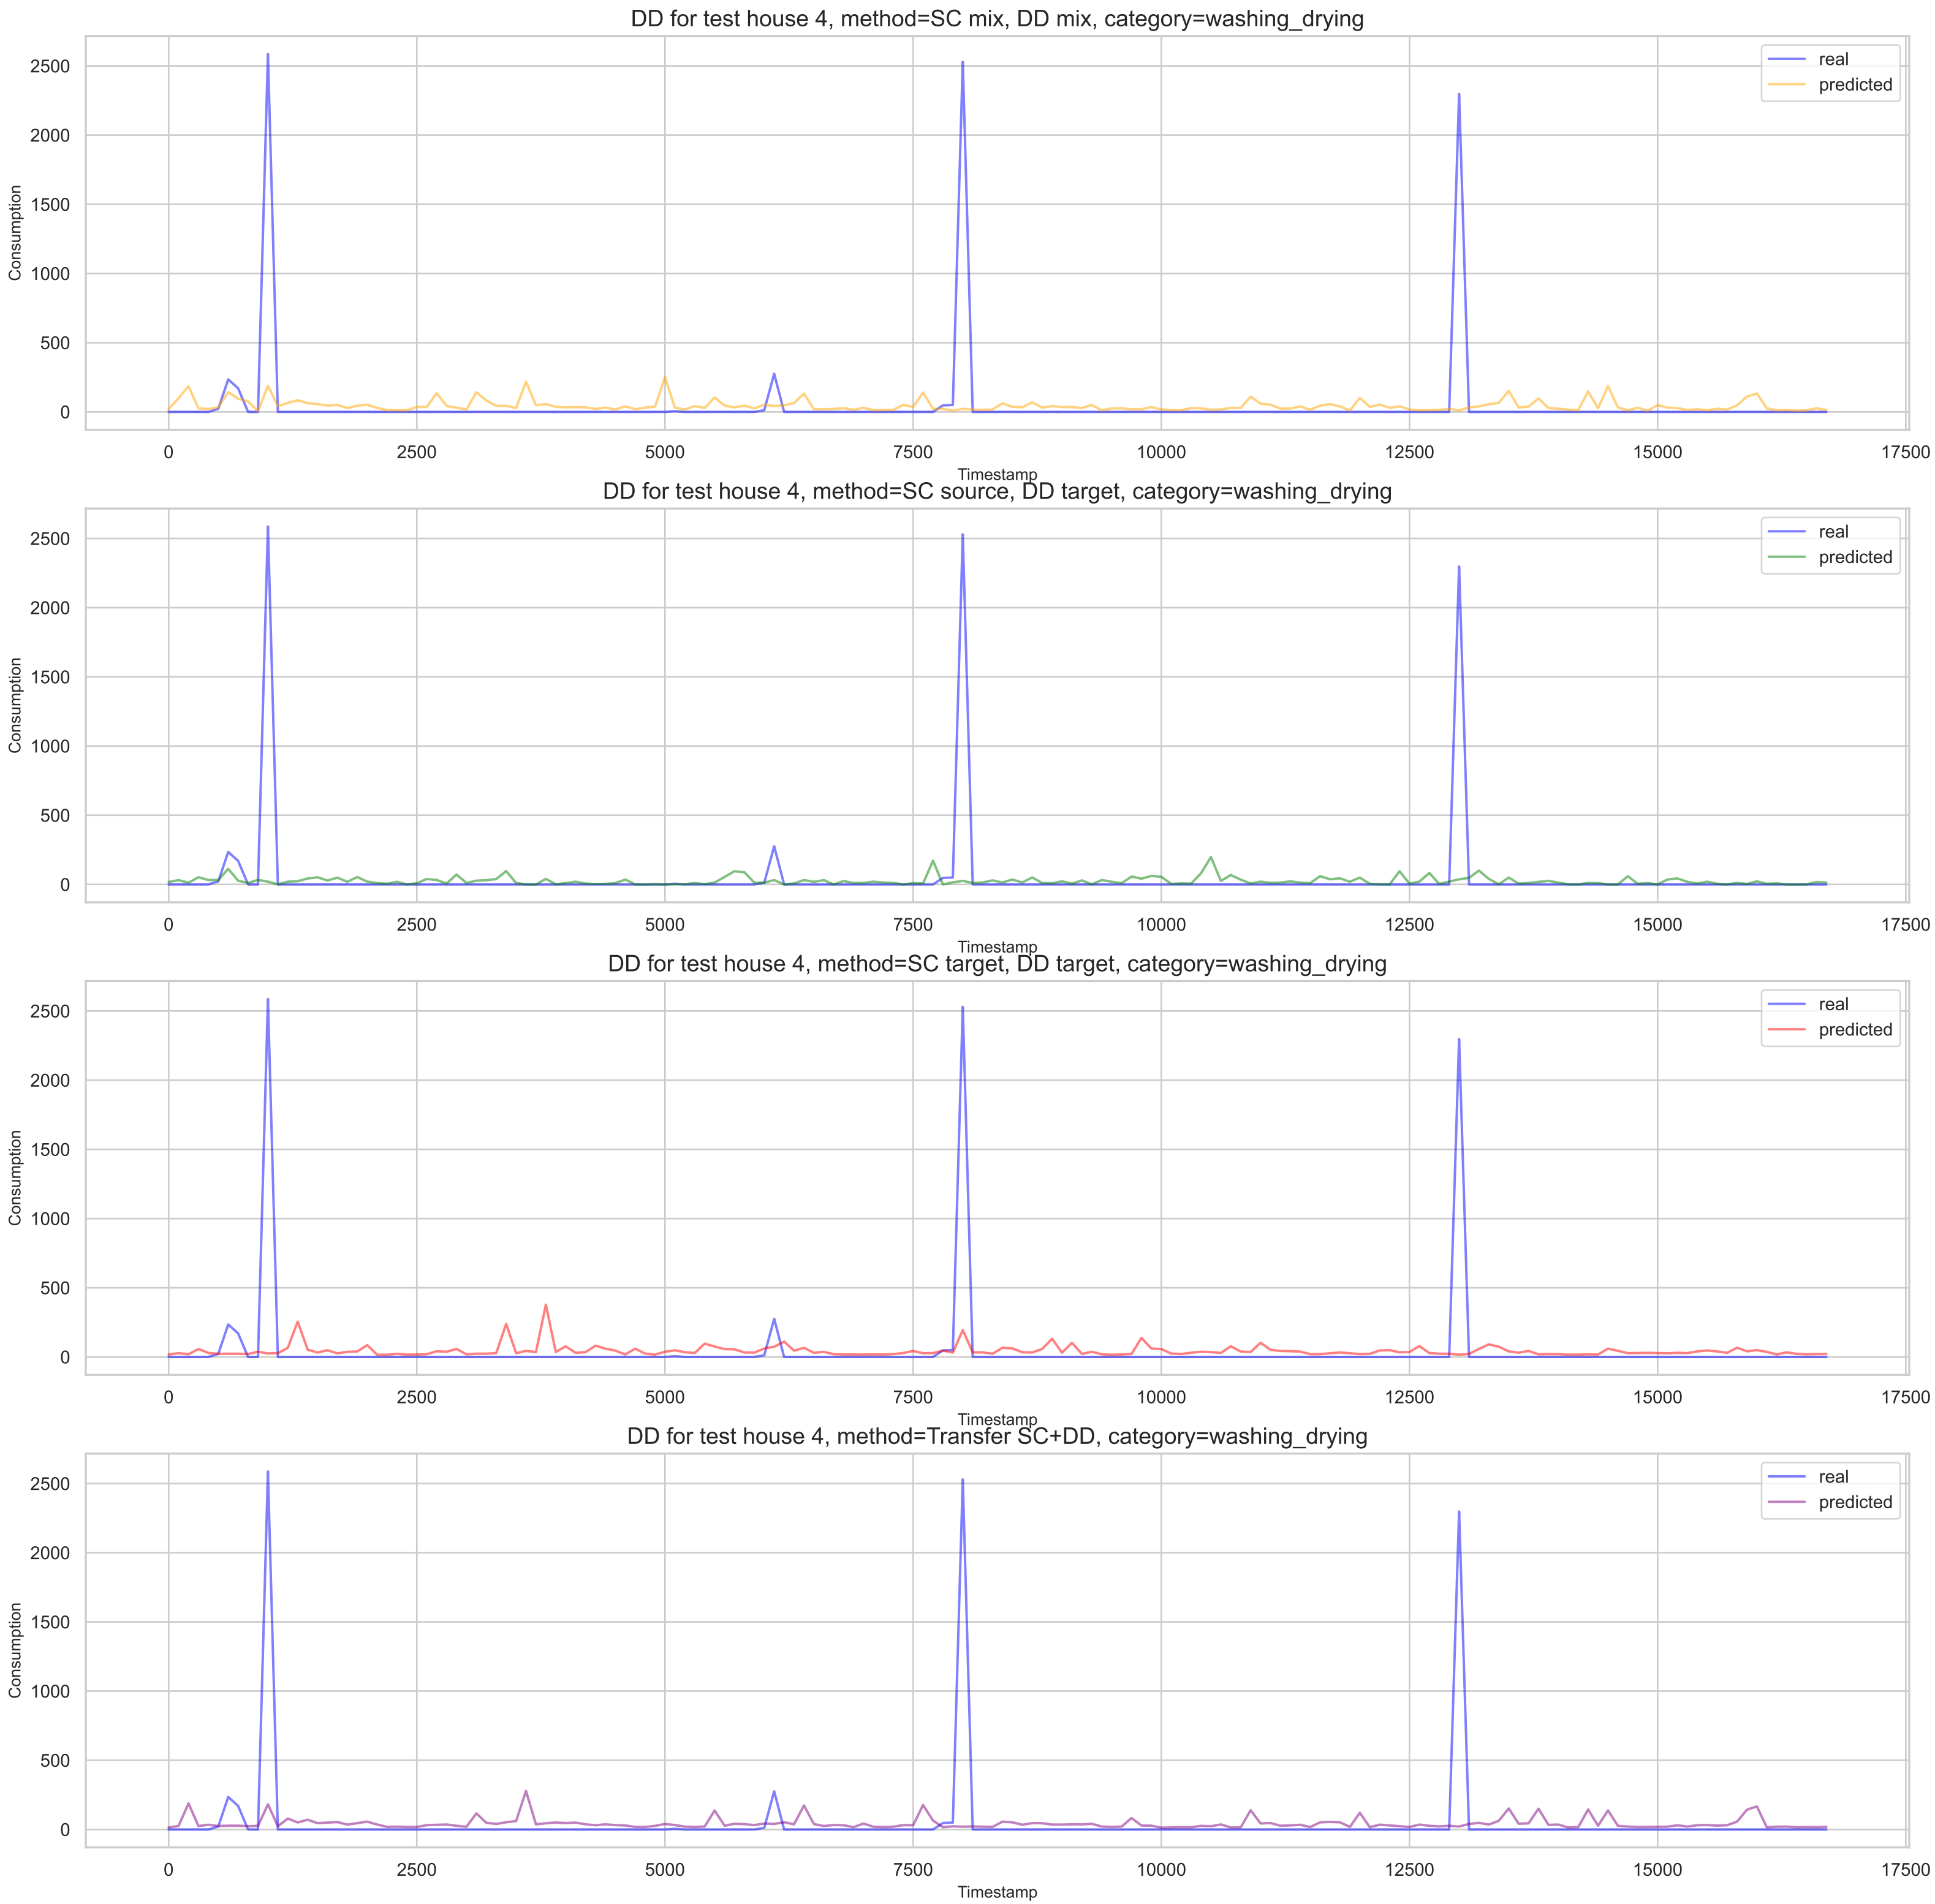 DD for test house 4, method=SC mix, DD mix, category=washing_drying
real
predicted
Consumption
2500
2000
1500
1000
500
0
0 2500 5000 7500 10000 12500 15000 17500
Timestamp
DD for test house 4, method=SC source, DD target, category=washing_drying
real
predicted
Consumption
2500
2000
1500
1000
500
0
0 2500 5000 7500 10000 12500 15000 17500
Timestamp
DD for test house 4, method=SC target, DD target, category=washing_drying
real
predicted
Consumption
2500
2000
1500
1000
500
0
0 2500 5000 7500 10000 12500 15000 17500
Timestamp
DD for test house 4, method=Transfer SC+DD, category=washing_drying
real
predicted
Consumption
2500
2000
1500
1000
500
0
0 2500 5000 7500 10000 12500 15000 17500
Timestamp